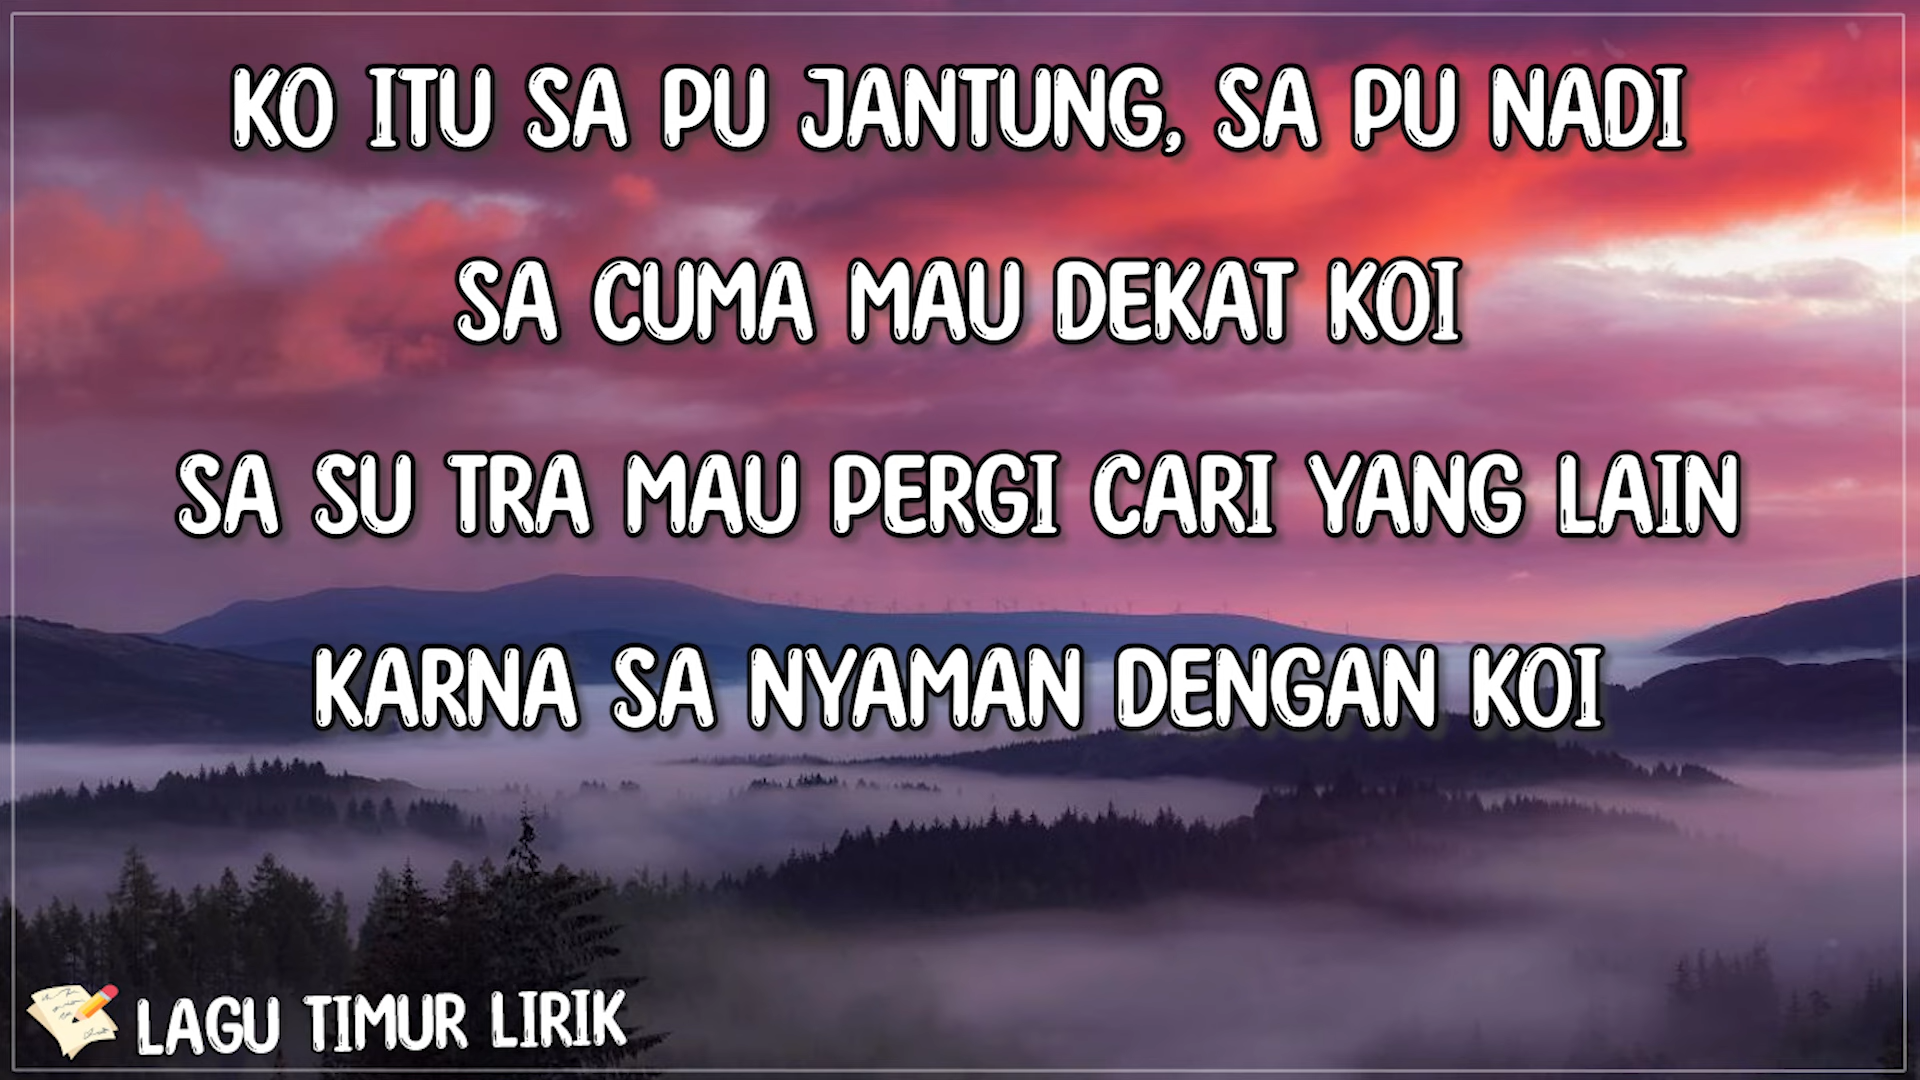 KO ITU SA PU JANTUNG, SA PU NADI
SA CUMA MAU DEKAT KOI
SA SU TRA MAU PERGI CARI YANG LAIN
KARNA SA NYAMAN DENGAN KOI
LAGU TIMUR LIRIK